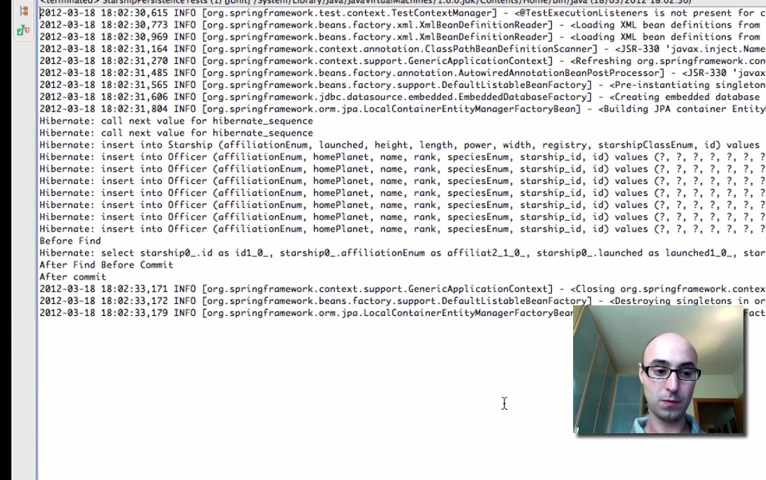 <terminated> StarshipPersistenceTests (1) [JUnit] /System/Library/Java/JavaVirtualMachines/1.6.0.jdk/Contents/Home/bin/java (18/03/2012 18:02:30)
2012-03-18 18:02:30,615 INFO [org.springframework.test.context.TestContextManager] - <@TestExecutionListeners is not present for c
2012-03-18 18:02:30,773 INFO [org.springframework.beans.factory.xml.XmlBeanDefinitionReader] - <Loading XML bean definitions from
2012-03-18 18:02:30,969 INFO [org.springframework.beans.factory.xml.XmlBeanDefinitionReader] - <Loading XML bean definitions from
2012-03-18 18:02:31,164 INFO [org.springframework.context.annotation.ClassPathBeanDefinitionScanner] - <JSR-330 'javax.inject.Name
2012-03-18 18:02:31,270 INFO [org.springframework.context.support.GenericApplicationContext] - <Refreshing org.springframework.con
2012-03-18 18:02:31,485 INFO [org.springframework.beans.factory.annotation.AutowiredAnnotationBeanPostProcessor] - <JSR-330 'javax
2012-03-18 18:02:31,565 INFO [org.springframework.beans.factory.support.DefaultListableBeanFactory] - <Pre-instantiating singleton
2012-03-18 18:02:31,606 INFO [org.springframework.jdbc.datasource.embedded.EmbeddedDatabaseFactory] - <Creating embedded database
2012-03-18 18:02:31,804 INFO [org.springframework.orm.jpa.LocalContainerEntityManagerFactoryBean] - <Building JPA container Entity
Hibernate: call next value for hibernate_sequence
Hibernate: call next value for hibernate_sequence
Hibernate: insert into Starship (affiliationEnum, launched, height, length, power, width, registry, starshipClassEnum, id) values
Hibernate: insert into Officer (affiliationEnum, homePlanet, name, rank, speciesEnum, starship_id, id) values (?, ?, ?, ?, ?, ?, ?
Hibernate: insert into Officer (affiliationEnum, homePlanet, name, rank, speciesEnum, starship_id, id) values (?, ?, ?, ?, ?, ?, ?
Hibernate: insert into Officer (affiliationEnum, homePlanet, name, rank, speciesEnum, starship_id, id) values (?, ?, ?, ?, ?, ?, ?
Hibernate: insert into Officer (affiliationEnum, homePlanet, name, rank, speciesEnum, starship_id, id) values (?, ?, ?, ?, ?, ?, ?
Hibernate: insert into Officer (affiliationEnum, homePlanet, name, rank, speciesEnum, starship_id, id) values (?, ?, ?, ?, ?, ?, ?
Hibernate: insert into Officer (affiliationEnum, homePlanet, name, rank, speciesEnum, starship_id, id) values (?, ?, ?, ?, ?, ?, ?
Hibernate: insert into Officer (affiliationEnum, homePlanet, name, rank, speciesEnum, starship_id, id) values (?, ?, ?, ?, ?, ?, ?
Before Find
Hibernate: select starship0_.id as id1_0_, starship0_.affiliationEnum as affiliat2_1_0_, starship0_.launched as launched1_0_, star
After Find Before Commit
After commit
2012-03-18 18:02:33,171 INFO [org.springframework.context.support.GenericApplicationContext] - <Closing org.springframework.contex
2012-03-18 18:02:33,172 INFO [org.springframework.beans.factory.support.DefaultListableBeanFactory] - <Destroying singletons in or
2012-03-18 18:02:33,179 INFO [org.springframework.orm.jpa.LocalContainerEntityManagerFactoryBean